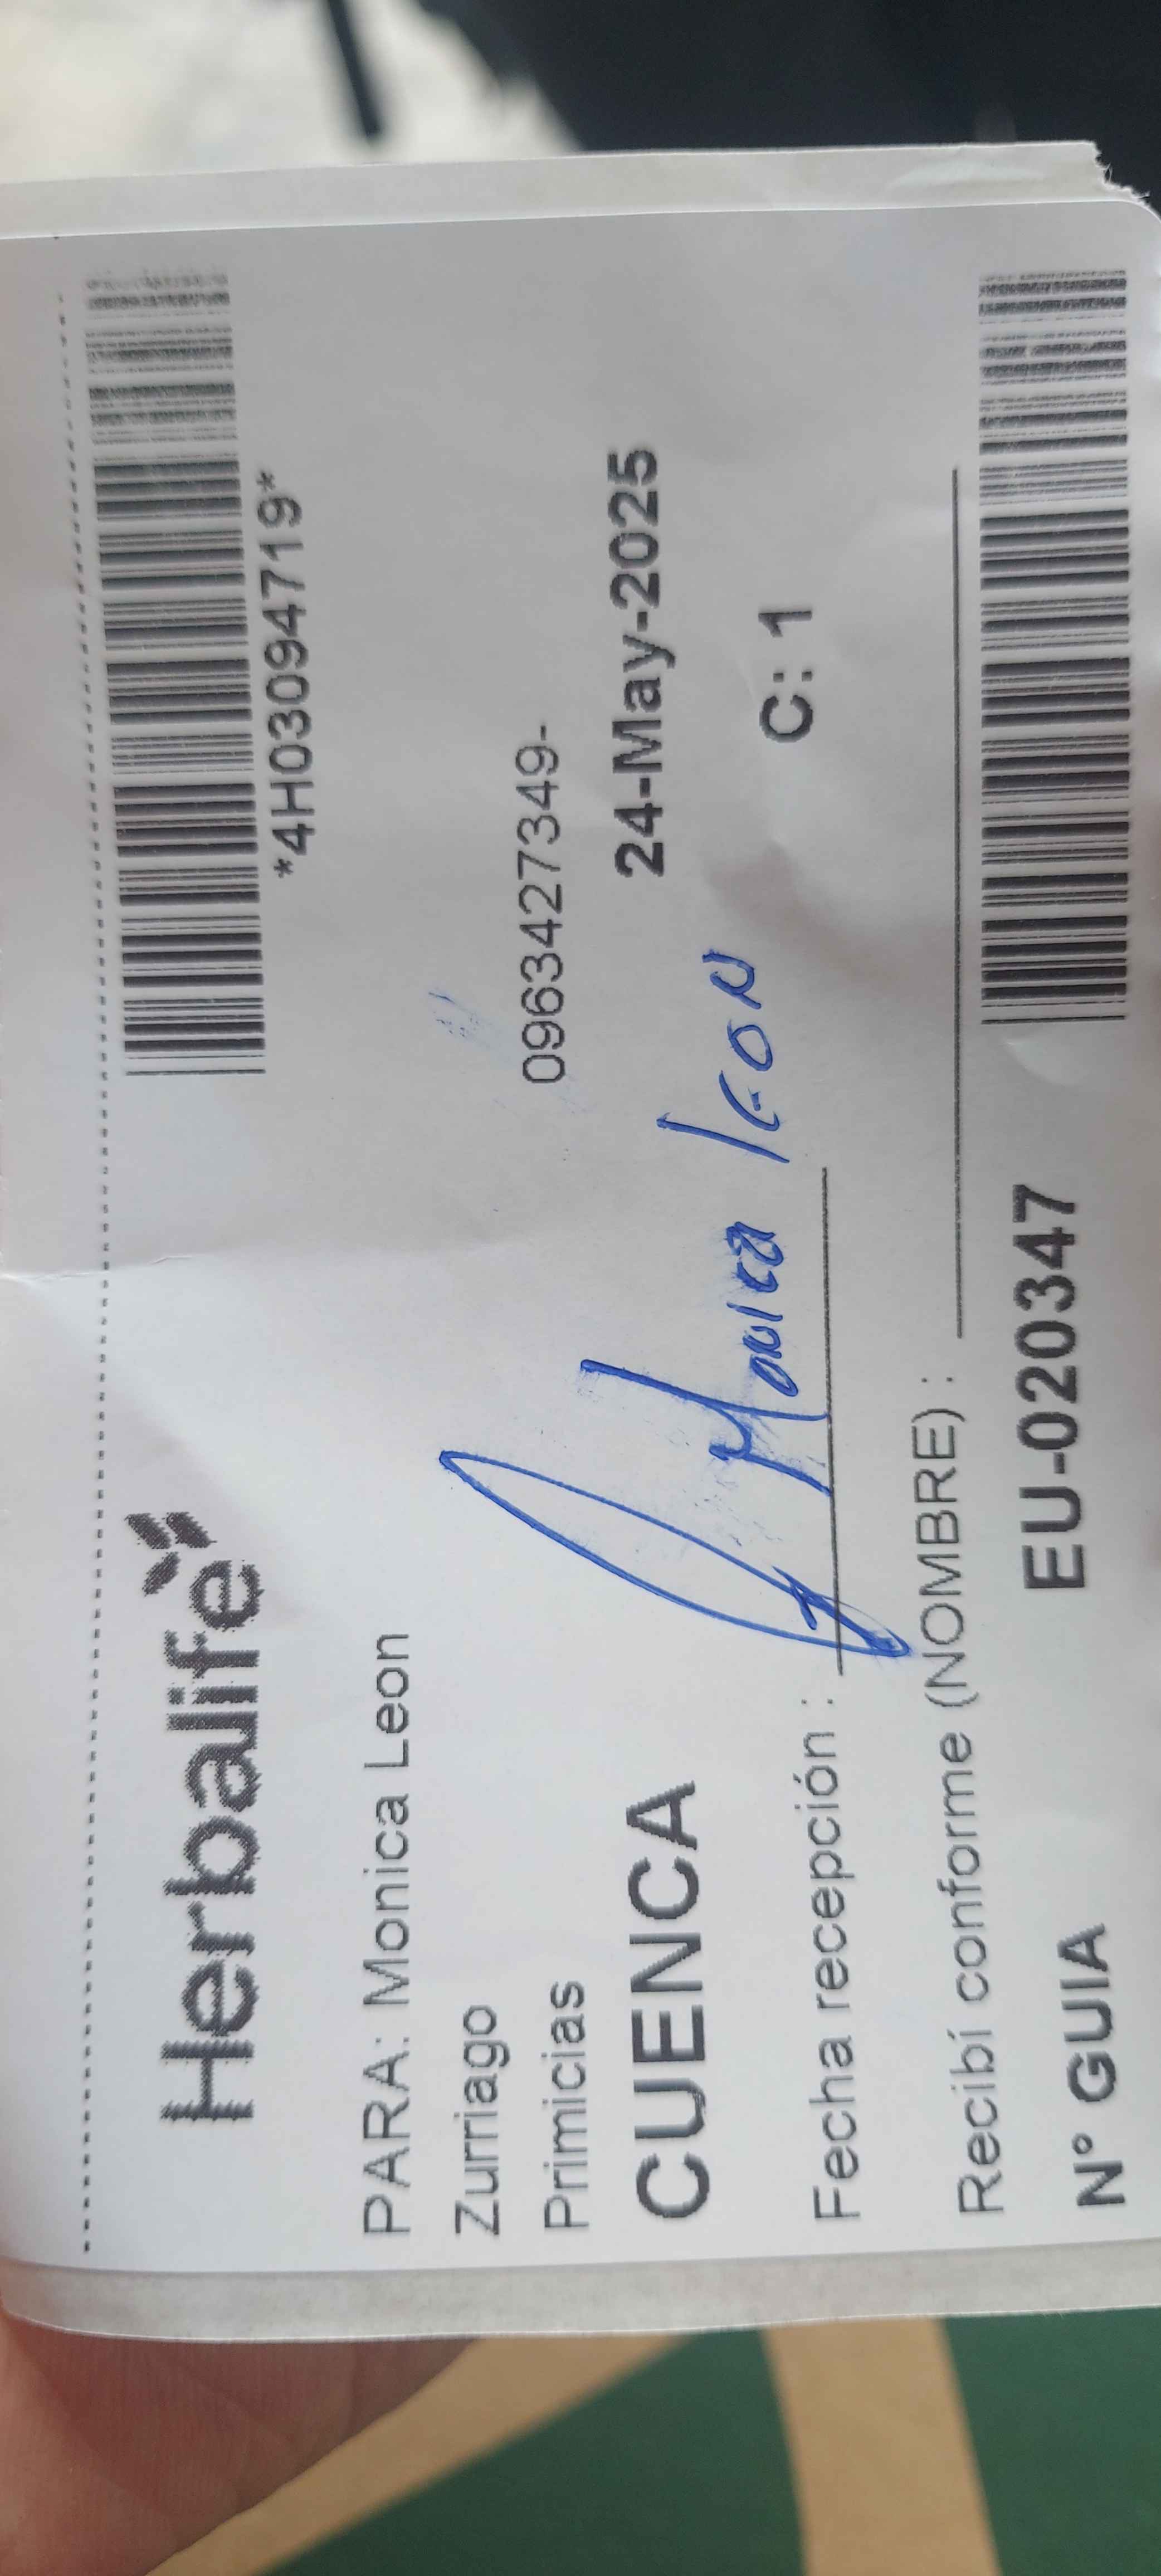 Herbalife
*4H03094719*
PARA: Monica Leon
Zurriago
Primicias 0963427349-
CUENCA 24-May-2025
Monica leon
Fecha recepción : C: 1
Recibí conforme (NOMBRE) :
N° GUIA EU-020347